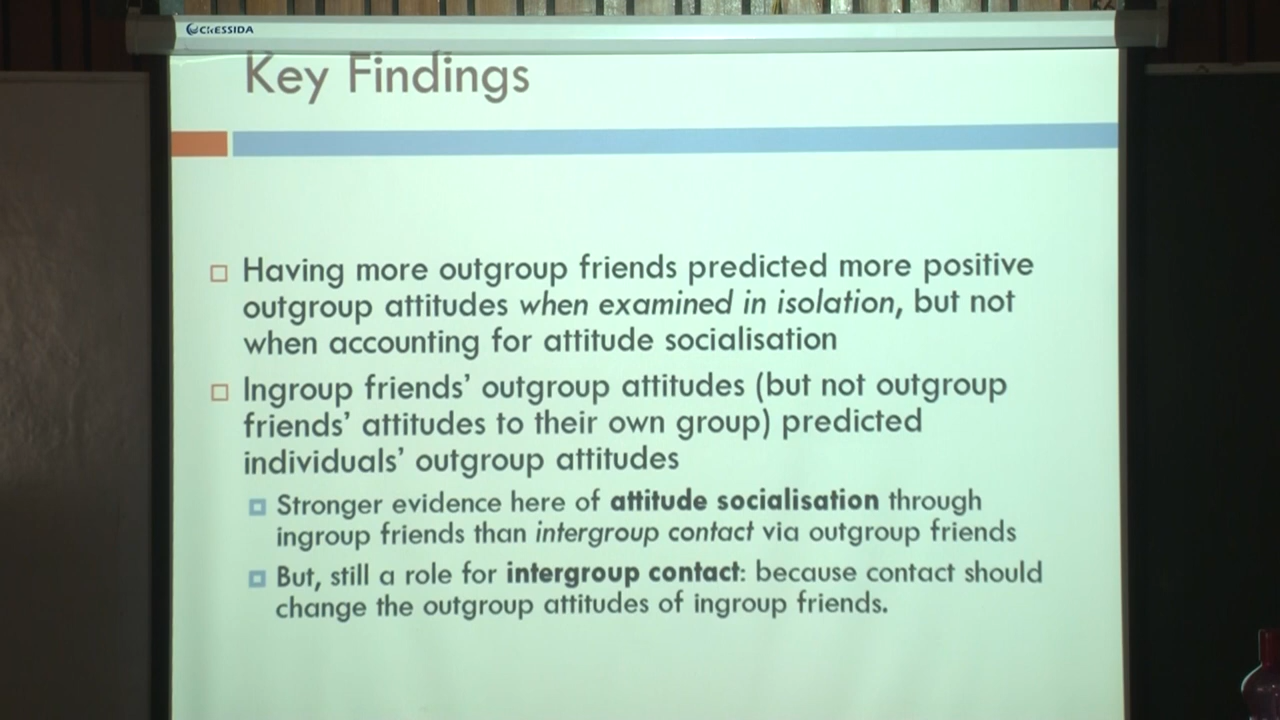 CRESSIDA
Key Findings
Having more outgroup friends predicted more positive
outgroup attitudes when examined in isolation, but not
when accounting for attitude socialisation
Ingroup friends’ outgroup attitudes (but not outgroup
friends’ attitudes to their own group) predicted
individuals’ outgroup attitudes
Stronger evidence here of attitude socialisation through
ingroup friends than intergroup contact via outgroup friends
But, still a role for intergroup contact: because contact should
change the outgroup attitudes of ingroup friends.